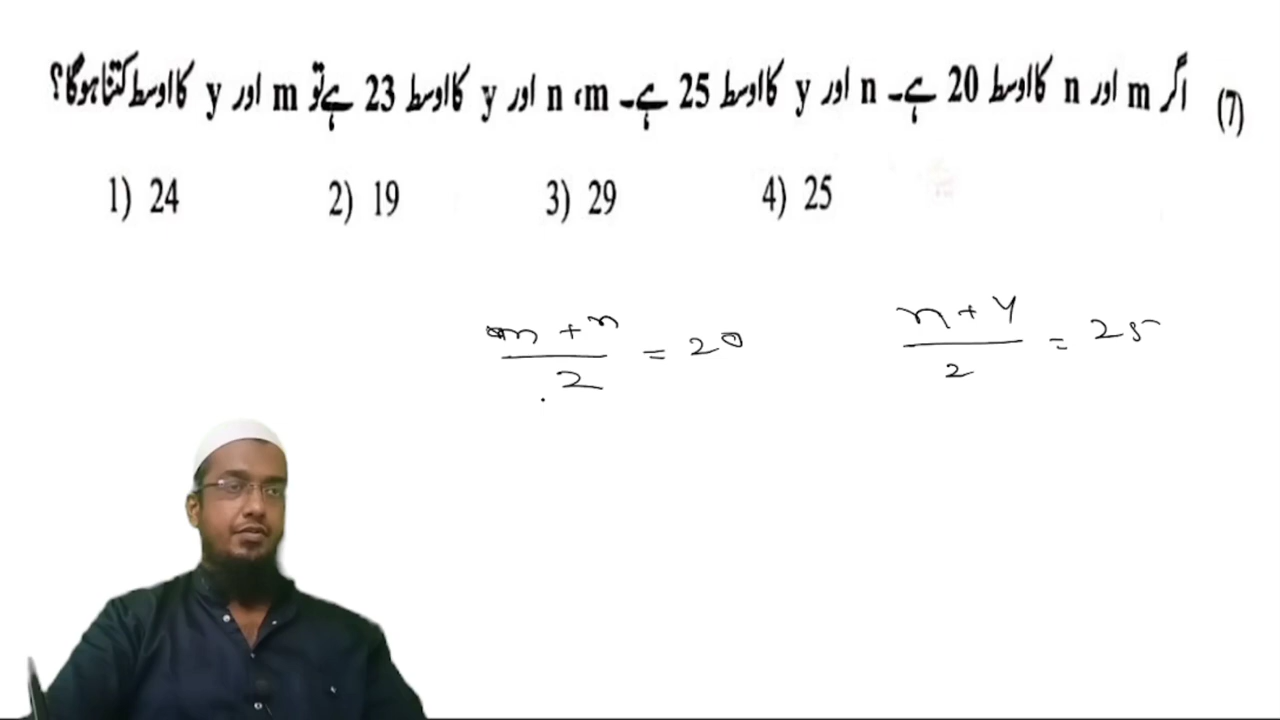 (7) اگر m اور n کا اوسط 20 ہے۔ n اور y کا اوسط 25 ہے۔ m، n اور y کا اوسط 23 ہے تو m اور y کا اوسط کتنا ہوگا؟
1) 24 2) 19 3) 29 4) 25
m + n / 2 = 20
n + y / 2 = 25